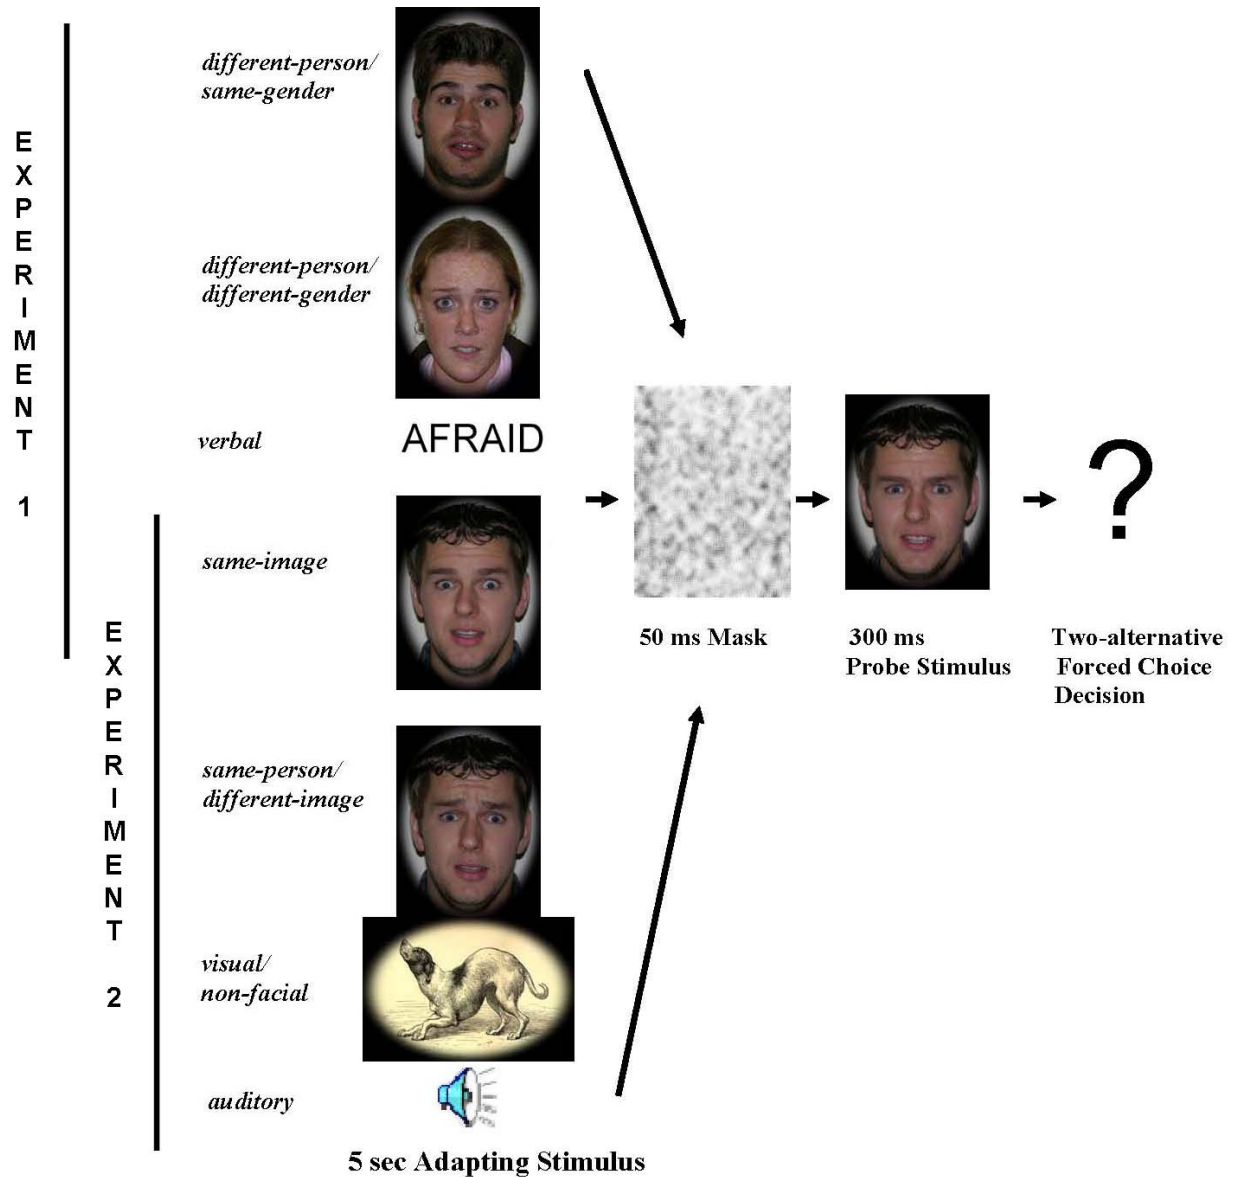 EXPERIMENT 1
different-person/
same-gender
different-person/
different-gender
verbal
AFRAID
same-image
EXPERIMENT 2
same-person/
different-image
visual/
non-facial
auditory
5 sec Adapting Stimulus
50 ms Mask
300 ms
Probe Stimulus
?
Two-alternative
Forced Choice
Decision